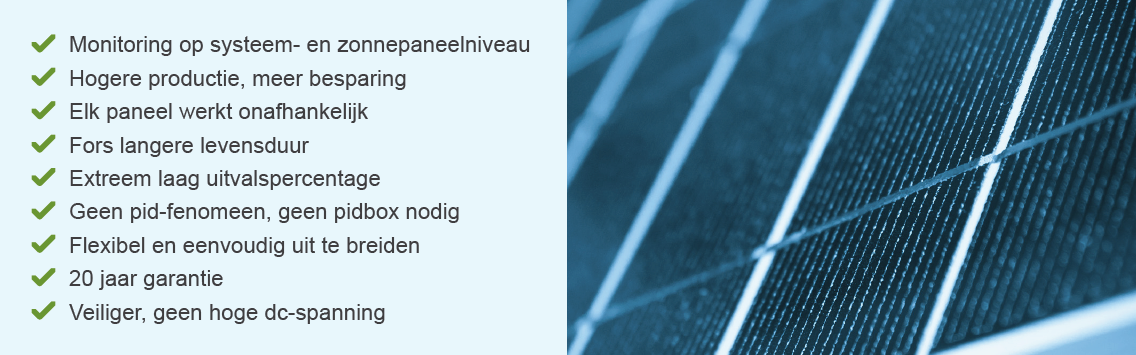 Monitoring op systeem- en zonnepaneelniveau
Hogere productie, meer besparing
Elk paneel werkt onafhankelijk
Fors langere levensduur
Extreem laag uitvalspercentage
Geen pid-fenomeen, geen pidbox nodig
Flexibel en eenvoudig uit te breiden
20 jaar garantie
Veiliger, geen hoge dc-spanning